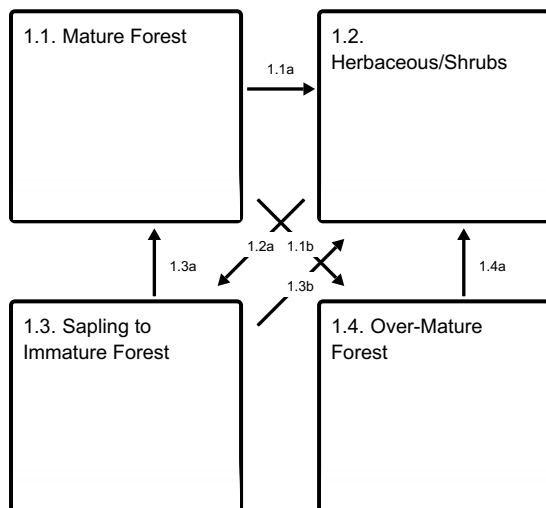 1.1. Mature Forest
1.2.
Herbaceous/Shrubs
1.1a
1.2a
1.1b
1.3a
1.3b
1.4a
1.3. Sapling to
Immature Forest
1.4. Over-Mature
Forest